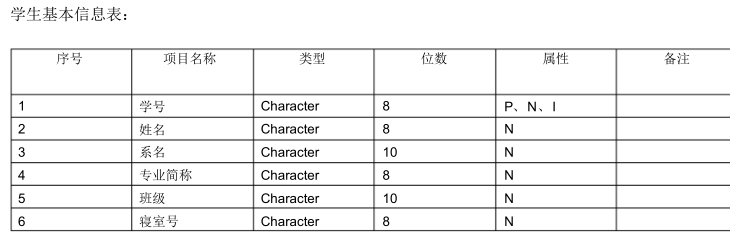 学生基本信息表：
序号 项目名称 类型 位数 属性 备注
1 学号 Character 8 P、N、I
2 姓名 Character 8 N
3 系名 Character 10 N
4 专业简称 Character 8 N
5 班级 Character 10 N
6 寝室号 Character 8 N